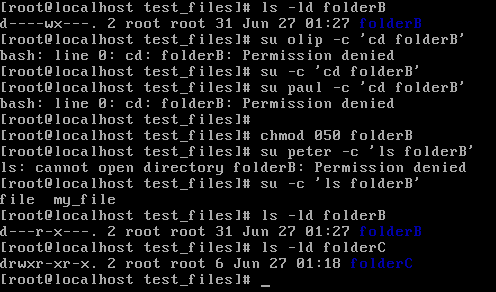 [root@localhost test_files]# ls -ld folderB
d----wx---. 2 root root 31 Jun 27 01:27 folderB
[root@localhost test_files]# su olip -c 'cd folderB'
bash: line 0: cd: folderB: Permission denied
[root@localhost test_files]# su -c 'cd folderB'
[root@localhost test_files]# su paul -c 'cd folderB'
bash: line 0: cd: folderB: Permission denied
[root@localhost test_files]#
[root@localhost test_files]# chmod 050 folderB
[root@localhost test_files]# su peter -c 'ls folderB'
ls: cannot open directory folderB: Permission denied
[root@localhost test_files]# su -c 'ls folderB'
file  my_file
[root@localhost test_files]# ls -ld folderB
d---r-x---. 2 root root 31 Jun 27 01:27 folderB
[root@localhost test_files]# ls -ld folderC
drwxr-xr-x. 2 root root 6 Jun 27 01:18 folderC
[root@localhost test_files]# _